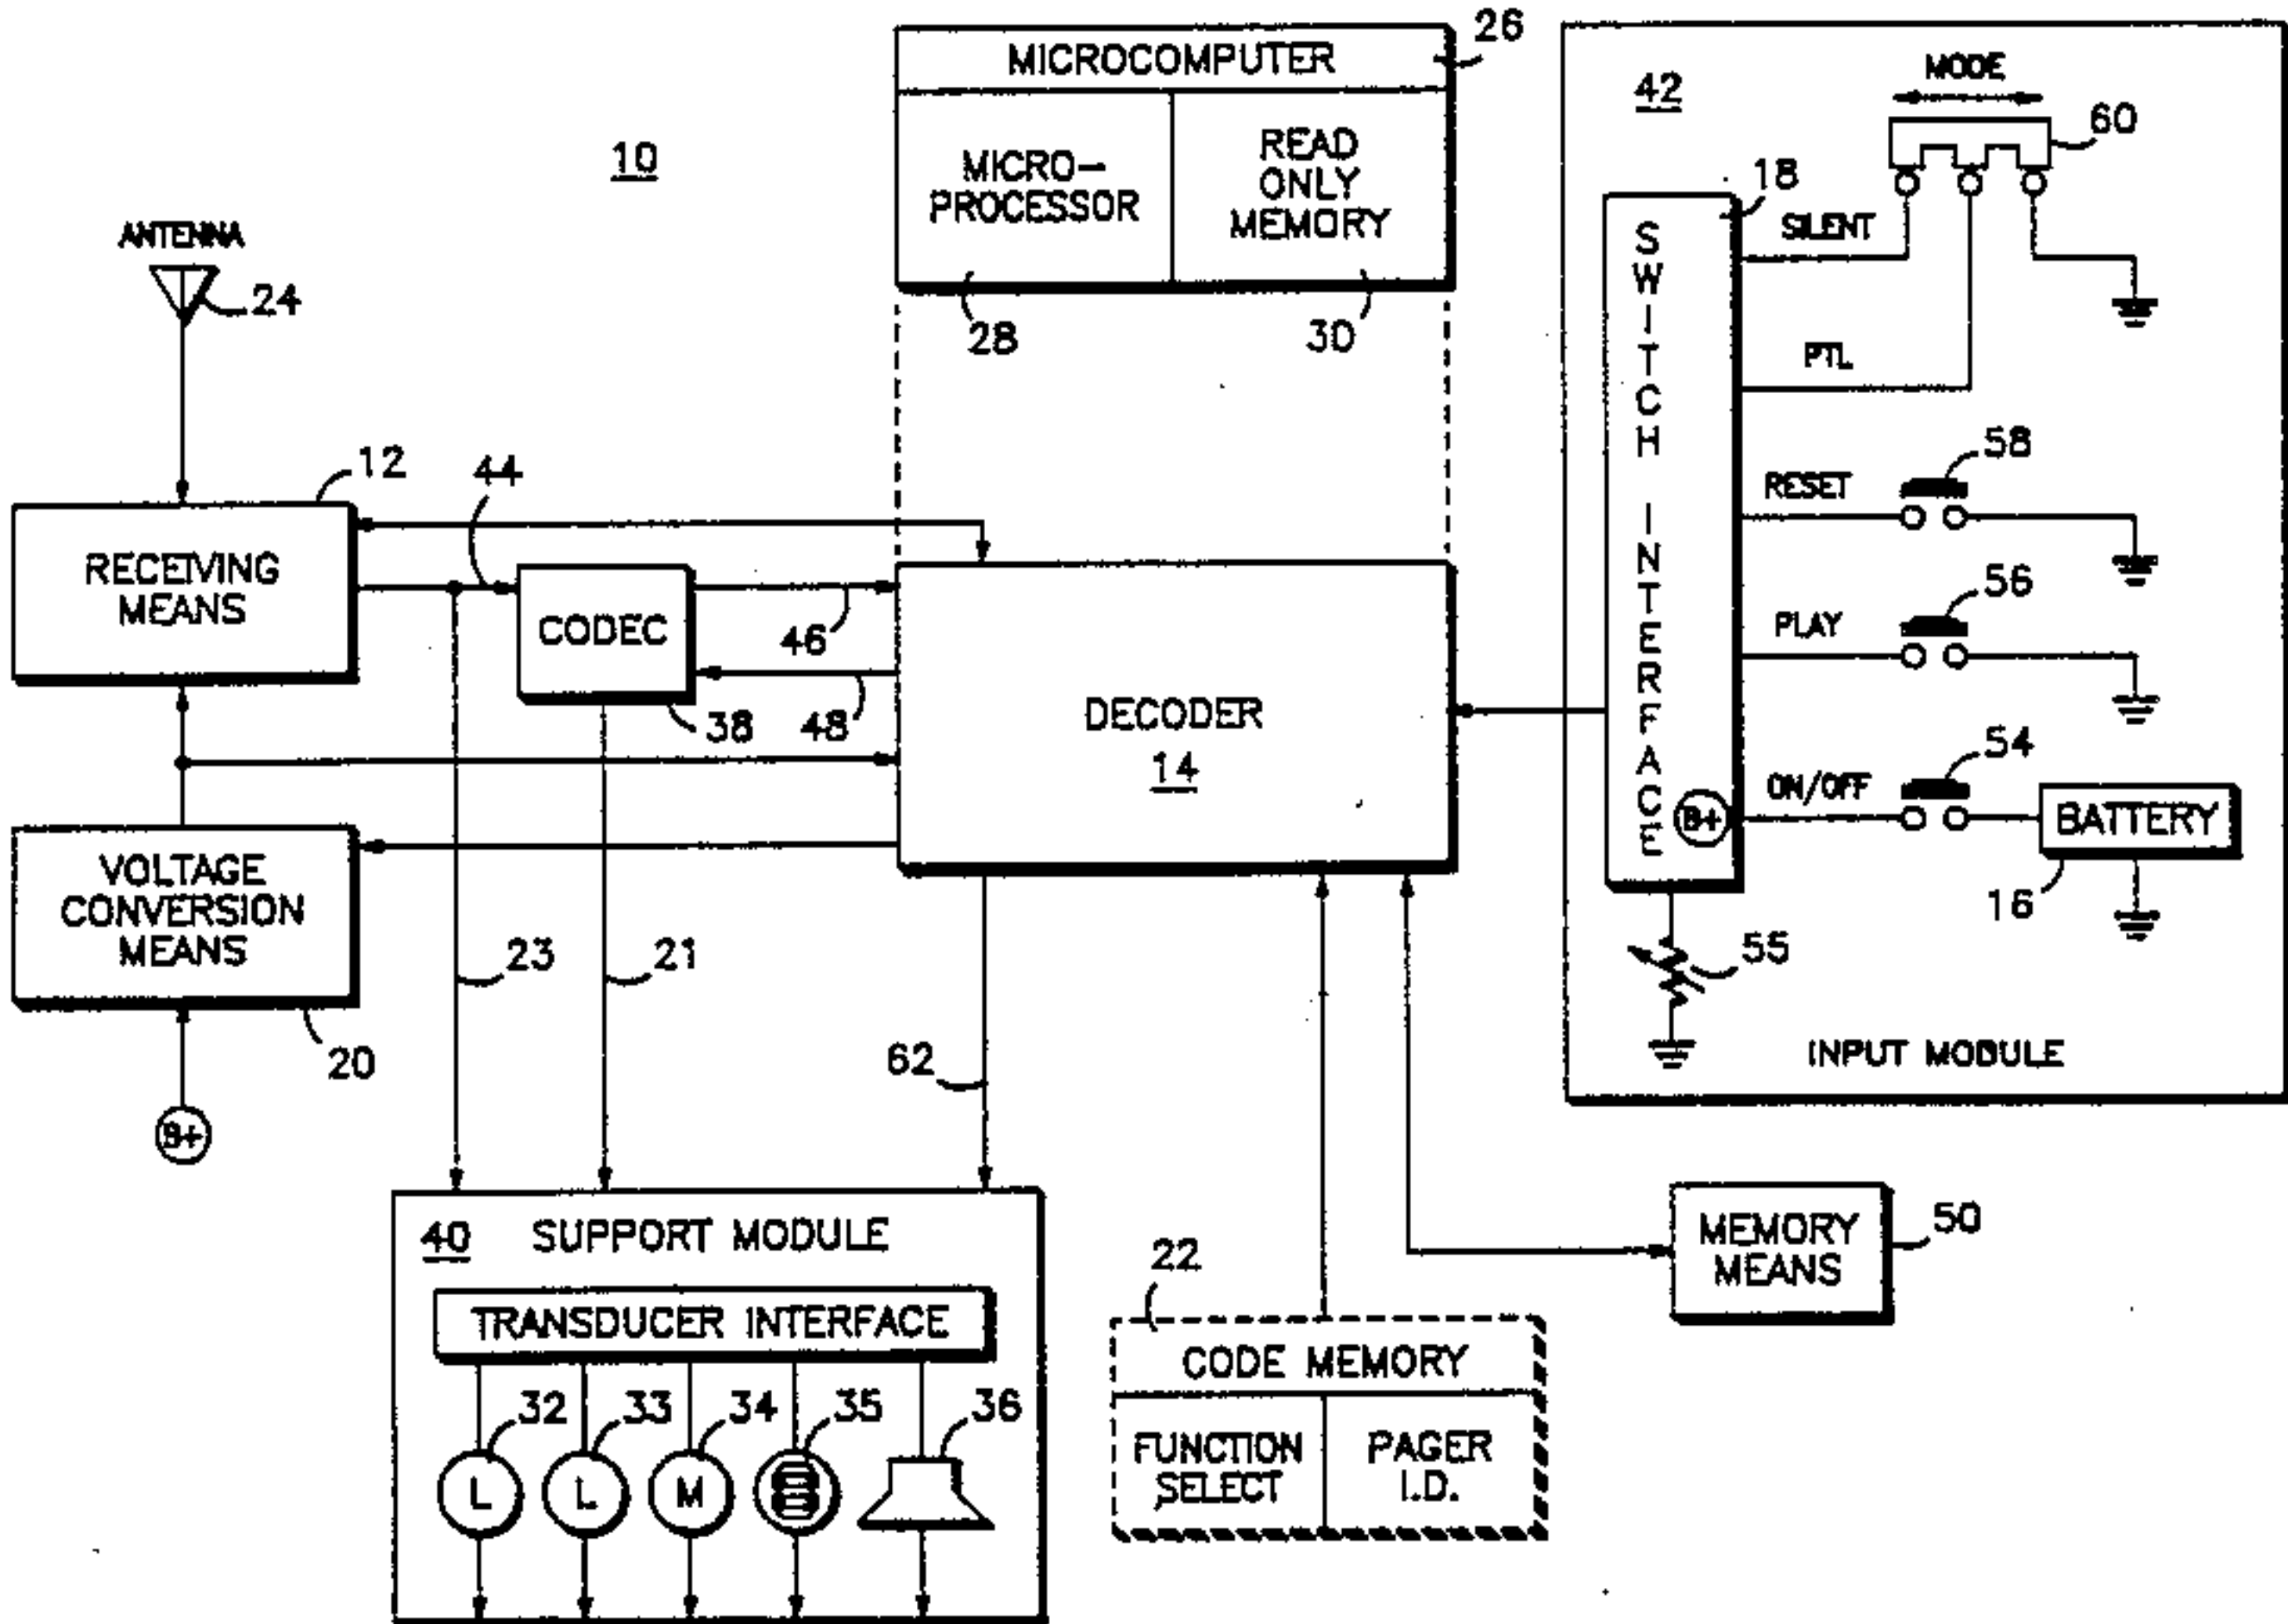 MICROCOMPUTER
26
MICRO-
PROCESSOR
READ
ONLY
MEMORY
28
30
10
ANTENNA
24
12
RECEIVING
MEANS
44
CODEC
38
46
48
DECODER
14
VOLTAGE
CONVERSION
MEANS
20
B+
23
21
62
42
MODE
60
18
SWITCH INTERFACE
SILENT
PTL
RESET
58
PLAY
56
ON/OFF
54
B+
BATTERY
16
55
INPUT MODULE
40
SUPPORT MODULE
TRANSDUCER INTERFACE
32
33
34
35
36
L
L
M
22
CODE MEMORY
FUNCTION
SELECT
PAGER
I.D.
MEMORY
MEANS
50